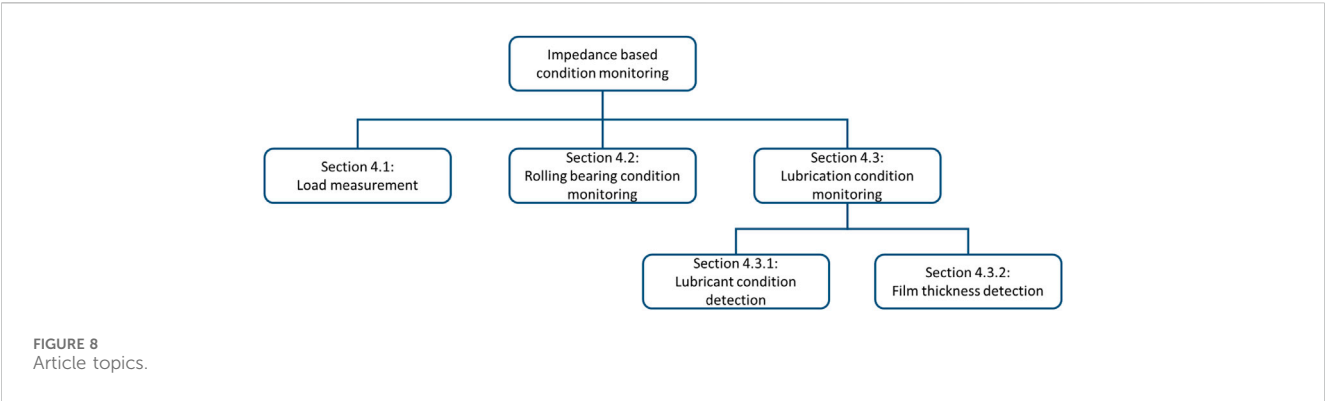 Impedance based
condition monitoring
Section 4.1:
Load measurement
Section 4.2:
Rolling bearing condition
monitoring
Section 4.3:
Lubrication condition
monitoring
Section 4.3.1:
Lubricant condition
detection
Section 4.3.2:
Film thickness detection
FIGURE 8
Article topics.